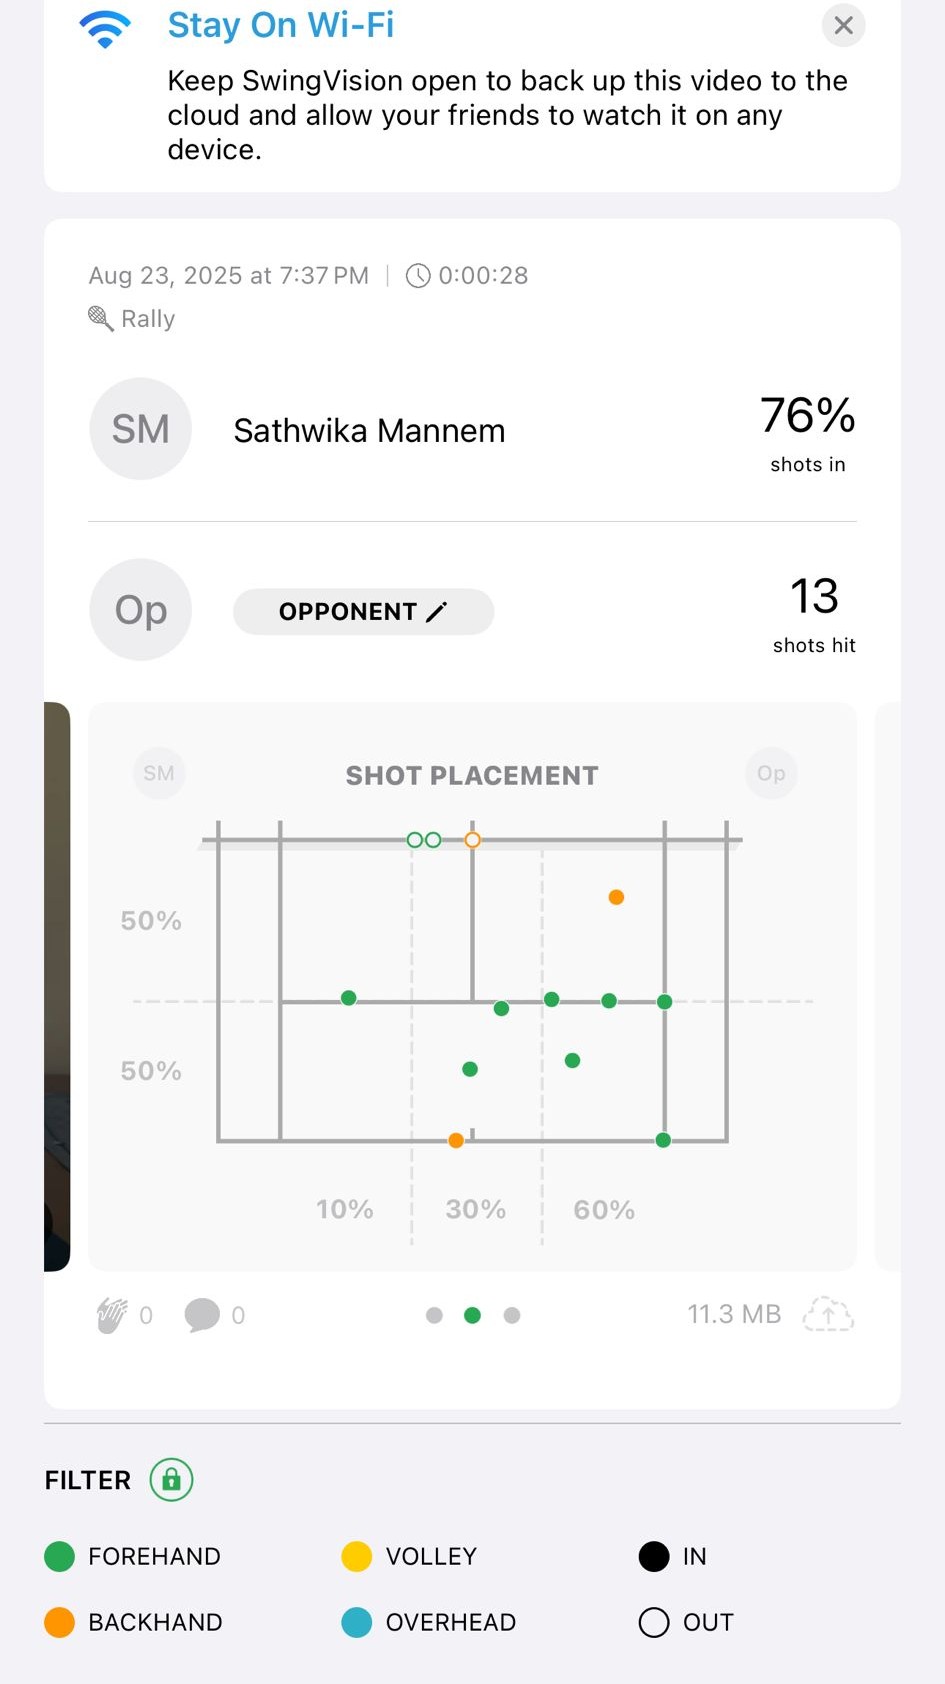 Stay On Wi-Fi
Keep SwingVision open to back up this video to the
cloud and allow your friends to watch it on any
device.
Aug 23, 2025 at 7:37 PM | 0:00:28
Rally
SM
Sathwika Mannem
76%
shots in
Op
OPPONENT
13
shots hit
SM
SHOT PLACEMENT
Op
50%
50%
10%
30%
60%
0
0
11.3 MB
FILTER
FOREHAND
VOLLEY
IN
BACKHAND
OVERHEAD
OUT